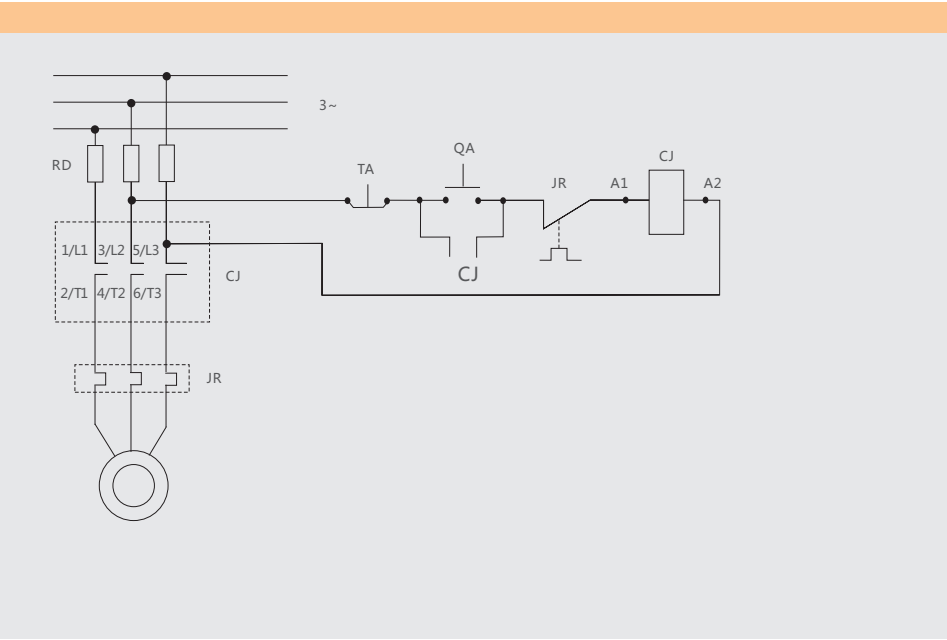 3~
QA
RD
TA
CJ
JR
A1
A2
1/L1 3/L2 5/L3
CJ
CJ
2/T1 4/T2 6/T3
JR